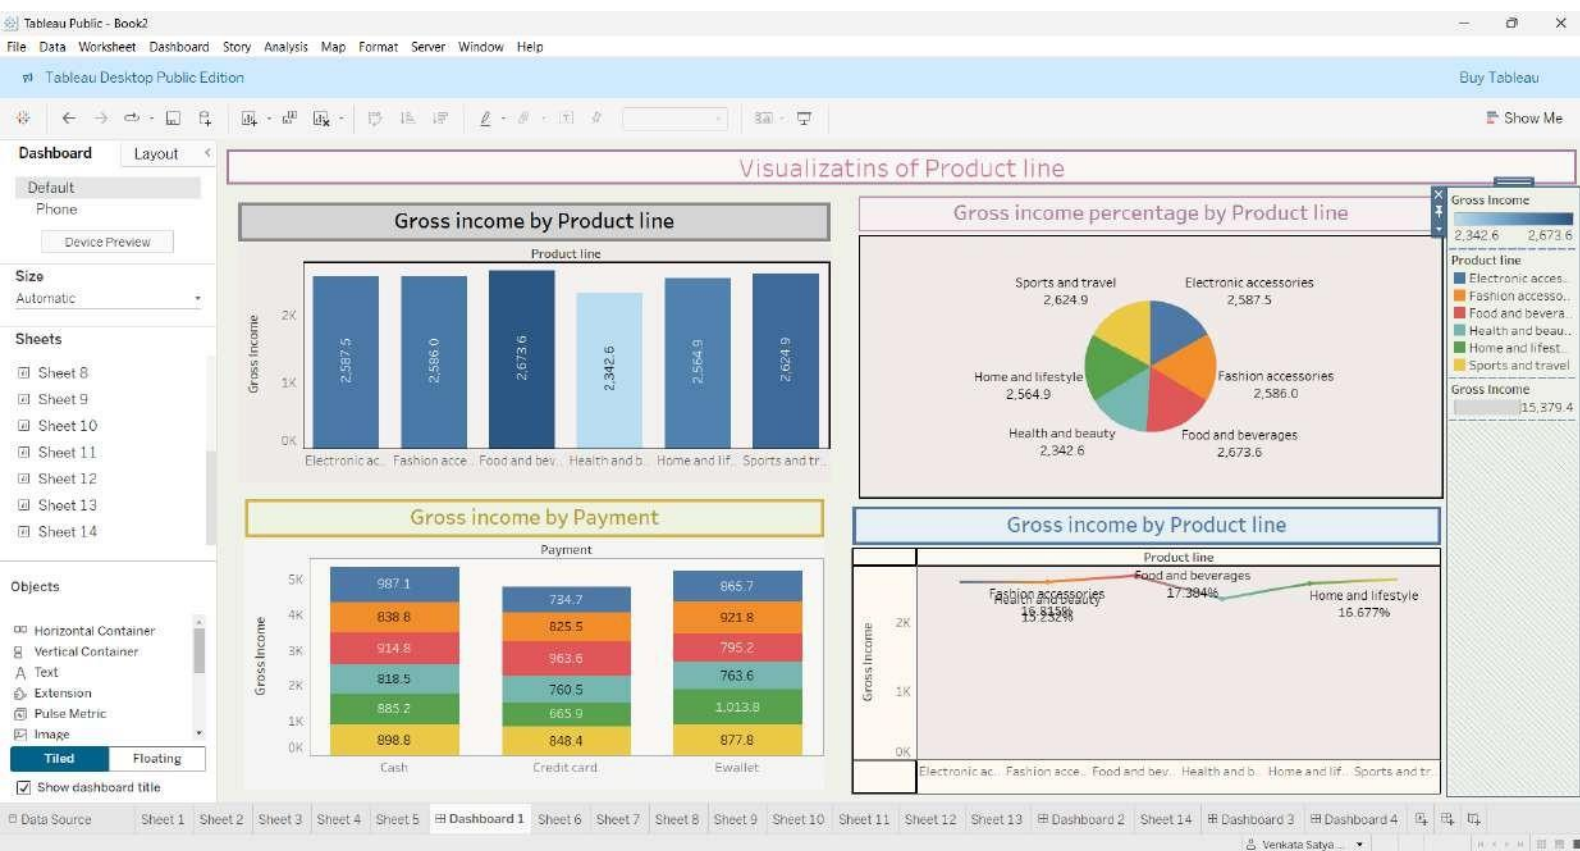 Tableau Public - Book2
File Data Worksheet Dashboard Story Analysis Map Format Server Window Help
Tableau Desktop Public Edition
Buy Tableau
Show Me
Dashboard Layout
Default
Phone
Device Preview
Size
Automatic
Sheets
Sheet 8
Sheet 9
Sheet 10
Sheet 11
Sheet 12
Sheet 13
Sheet 14
Objects
Horizontal Container
Vertical Container
Text
Extension
Pulse Metric
Image
Tiled Floating
Show dashboard title
Visualizatins of Product line
Gross income by Product line
Product line
Gross Income
2K
1K
0K
2,587.5
2,586.0
2,673.6
2,342.6
2,564.9
2,624.9
Electronic ac.. Fashion acce.. Food and bev.. Health and b.. Home and lif.. Sports and tr..
Gross income percentage by Product line
Sports and travel
2,624.9
Electronic accessories
2,587.5
Home and lifestyle
2,564.9
Fashion accessories
2,586.0
Health and beauty
2,342.6
Food and beverages
2,673.6
Gross Income
2,342.6 2,673.6
Product line
Electronic acces..
Fashion accesso..
Food and bevera..
Health and beau..
Home and lifest..
Sports and travel
Gross Income
15,379.4
Gross income by Payment
Payment
Gross Income
5K
4K
3K
2K
1K
0K
987.1 734.7 865.7
838.8 825.5 921.8
914.8 963.6 795.2
818.5 760.5 763.6
885.2 665.9 1,013.8
898.8 848.4 877.8
Cash Credit card Ewallet
Gross income by Product line
Product line
Gross Income
2K
1K
0K
Fashion accessories
16.815%
Health and beauty
15.232%
Food and beverages
17.384%
Home and lifestyle
16.677%
Electronic ac.. Fashion acce.. Food and bev.. Health and b.. Home and lif.. Sports and tr..
Data Source Sheet 1 Sheet 2 Sheet 3 Sheet 4 Sheet 5 Dashboard 1 Sheet 6 Sheet 7 Sheet 8 Sheet 9 Sheet 10 Sheet 11 Sheet 12 Sheet 13 Dashboard 2 Sheet 14 Dashboard 3 Dashboard 4
Venkata Satya ...